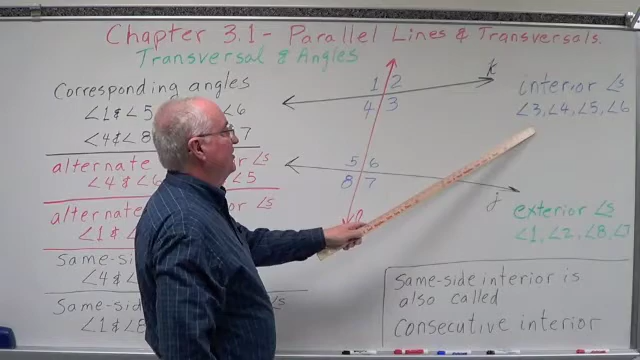 Chapter 3.1 - Parallel Lines & Transversals.
Transversal & Angles
Corresponding angles
∠1 & ∠5 ∠6
∠4 & ∠8 7
alternate ∠s
∠4 & ∠6 ∠5
alternate ∠s
∠1 &
Same-side
∠4 &
Same-side
∠1 & ∠8
1 2
4 3
5 6
8 7
k
j
interior ∠s
∠3, ∠4, ∠5, ∠6
exterior ∠s
∠1, ∠2, ∠8, ∠7
Same-side interior is
also called
consecutive interior